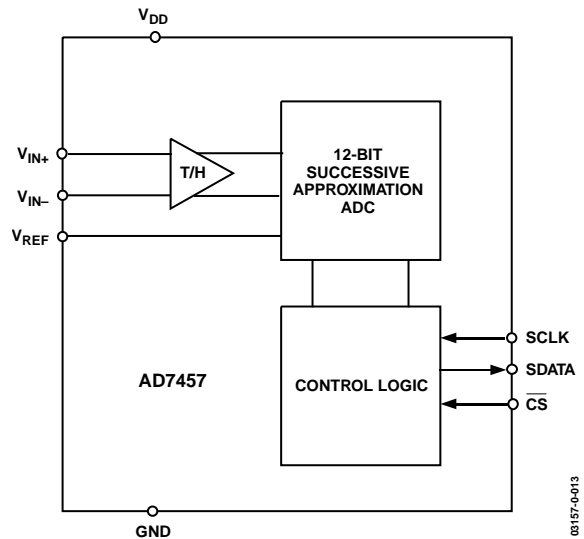 VDD
VIN+
VIN–
VREF
T/H
12-BIT
SUCCESSIVE
APPROXIMATION
ADC
AD7457
CONTROL LOGIC
SCLK
SDATA
CS
GND
03157-0-013